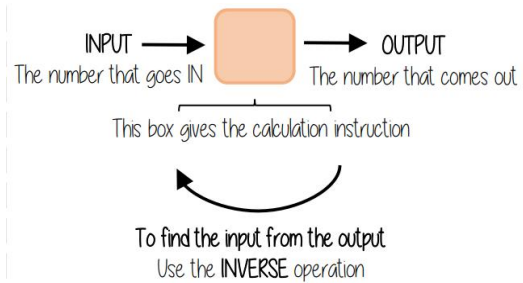 INPUT
OUTPUT
The number that goes IN
The number that comes out
This box gives the calculation instruction
To find the input from the output
Use the INVERSE operation